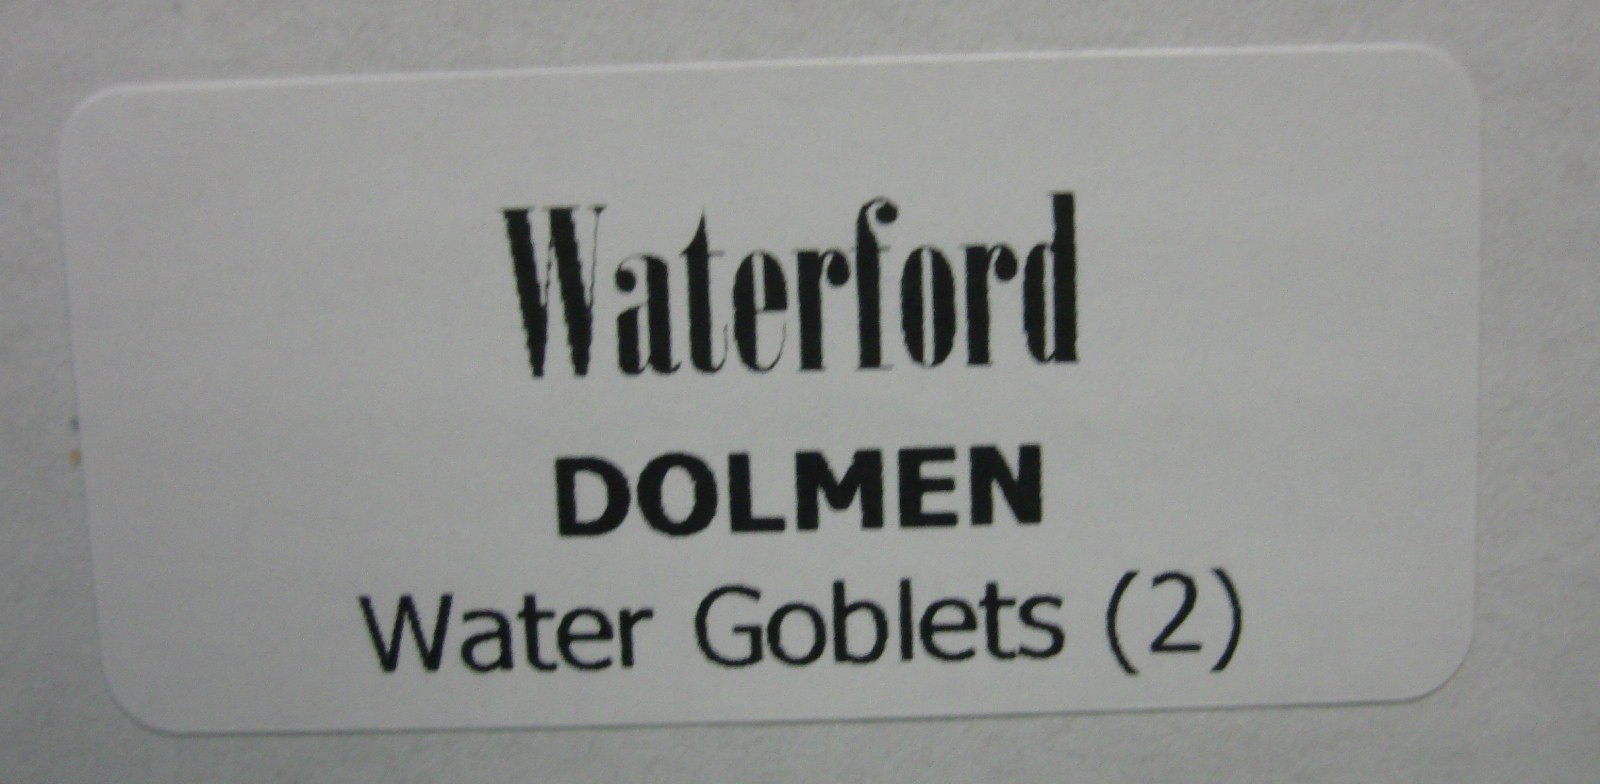 Waterford
DOLMEN
Water Goblets (2)